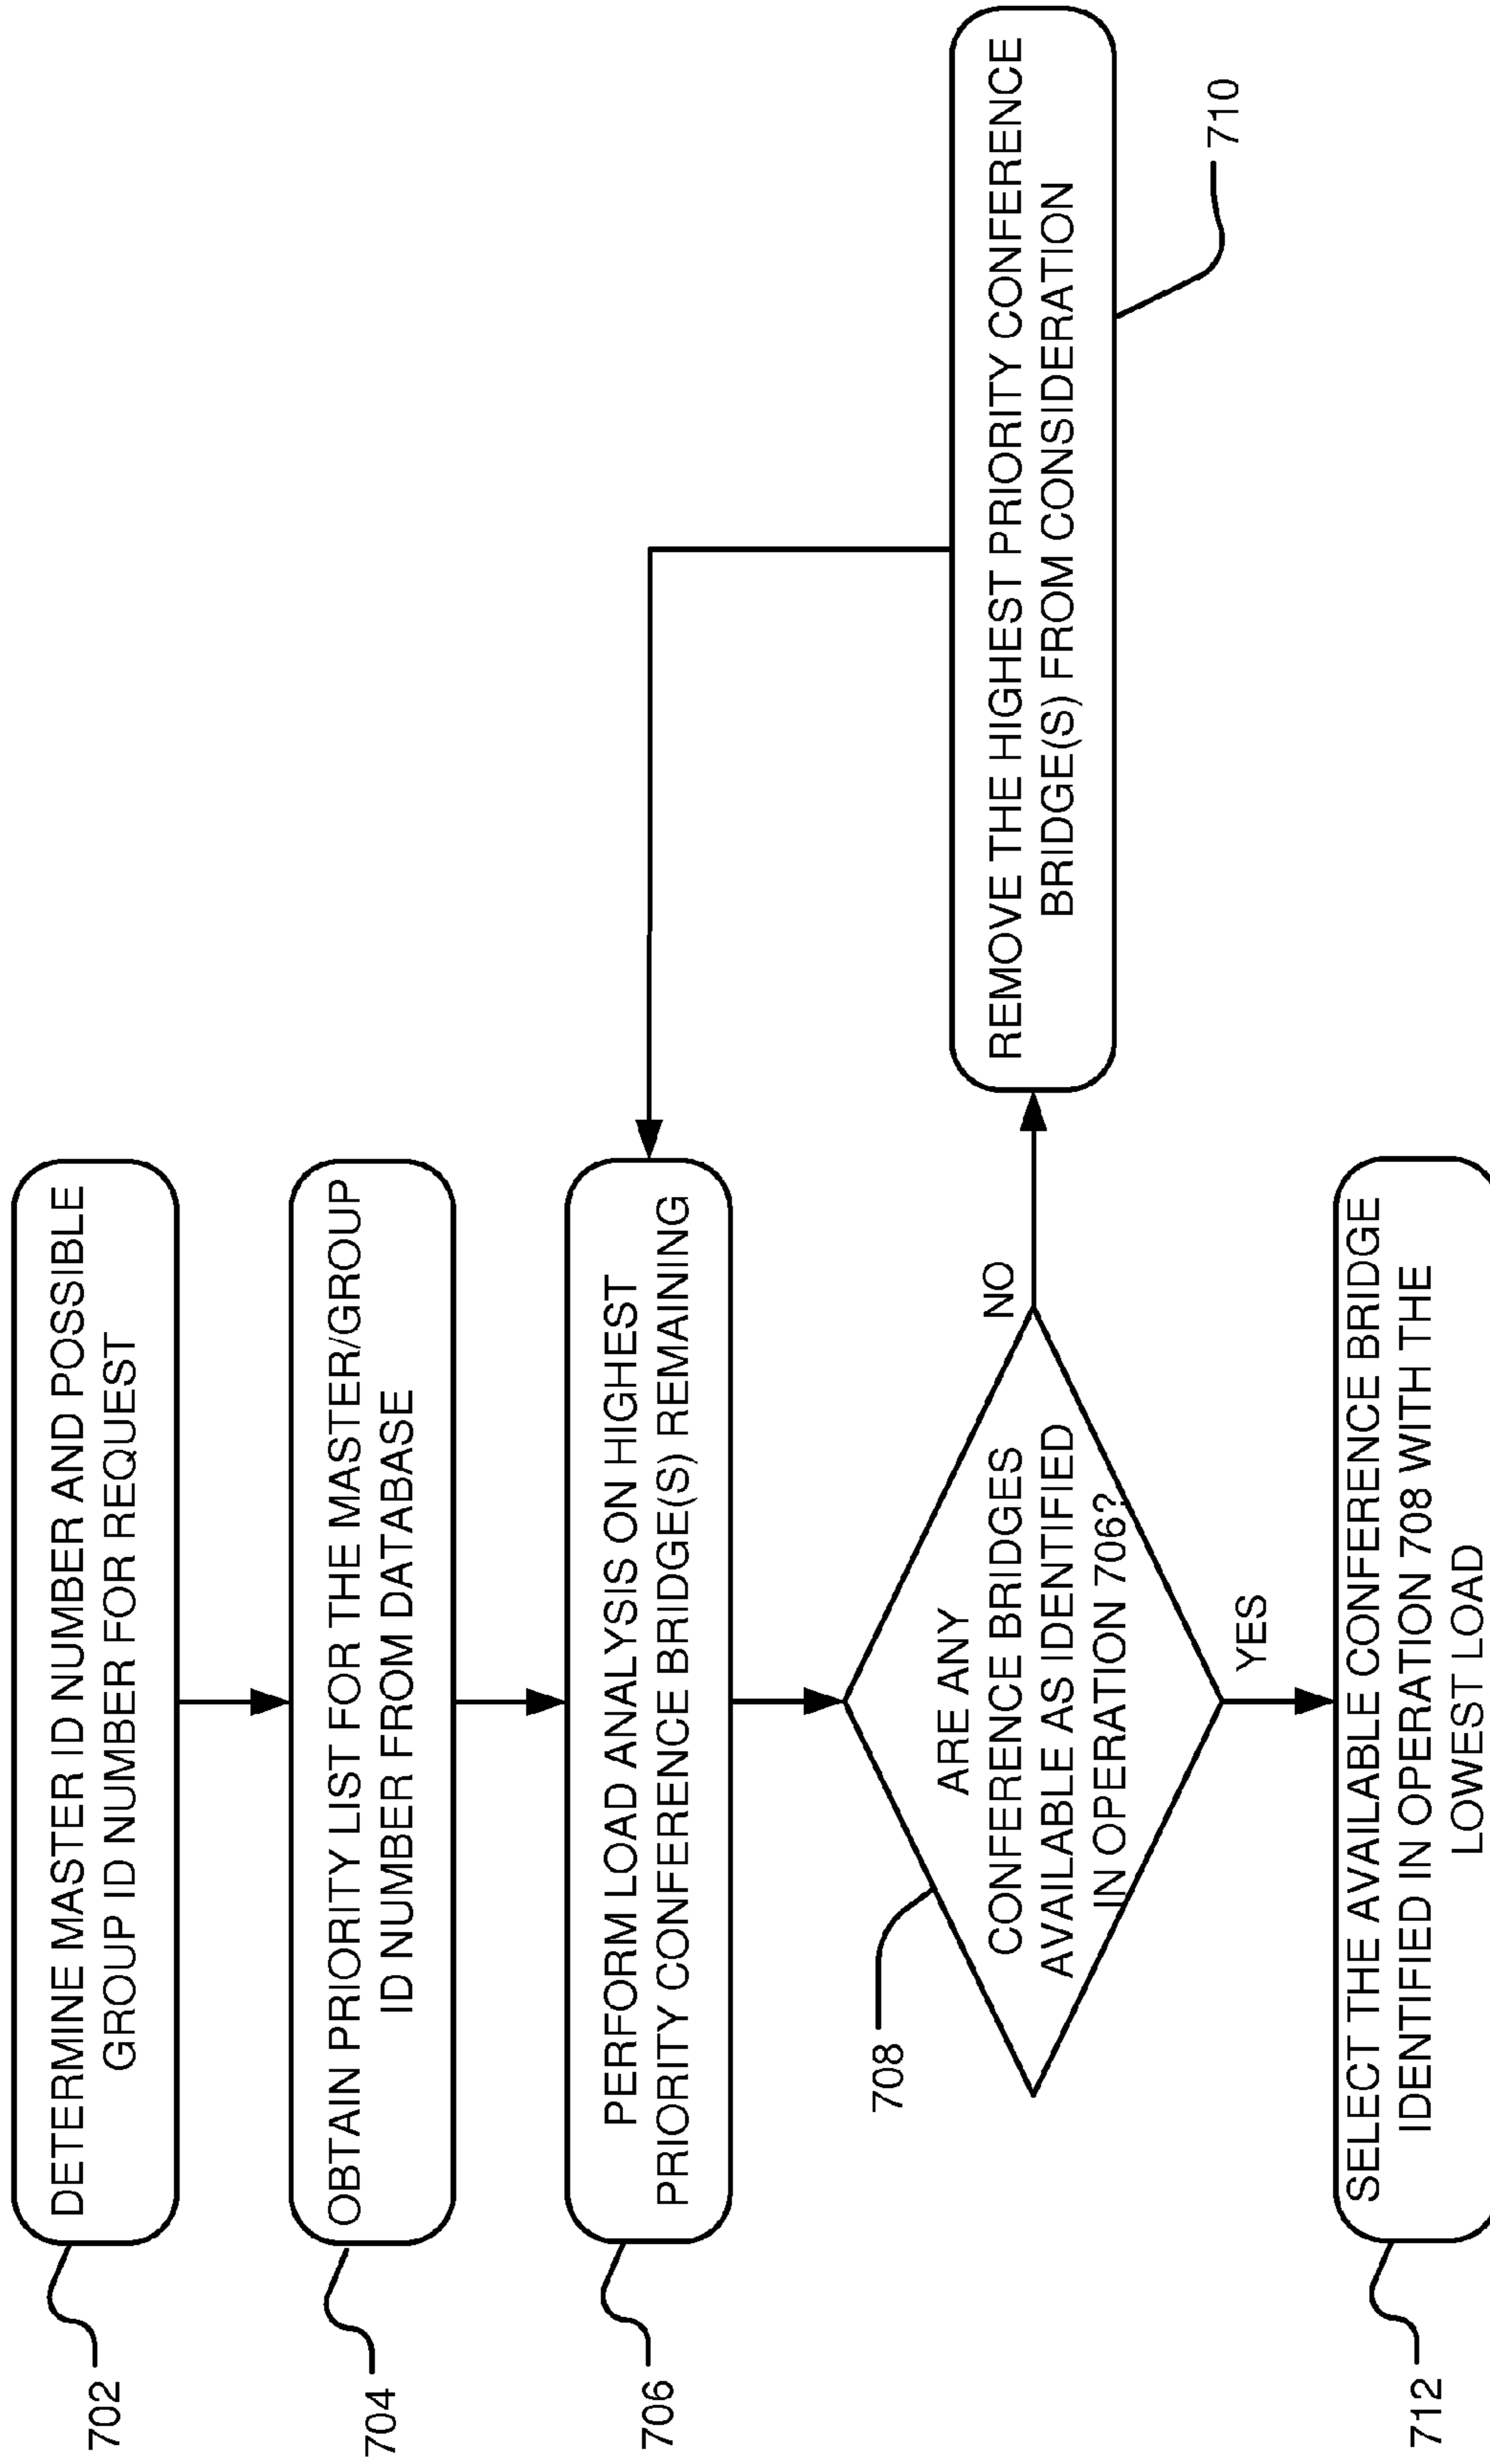 702
DETERMINE MASTER ID NUMBER AND POSSIBLE
GROUP ID NUMBER FOR REQUEST
704
OBTAIN PRIORITY LIST FOR THE MASTER/GROUP
ID NUMBER FROM DATABASE
706
PERFORM LOAD ANALYSIS ON HIGHEST
PRIORITY CONFERENCE BRIDGE(S) REMAINING
708
ARE ANY
CONFERENCE BRIDGES
AVAILABLE AS IDENTIFIED
IN OPERATION 706?
NO
REMOVE THE HIGHEST PRIORITY CONFERENCE
BRIDGE(S) FROM CONSIDERATION
710
YES
712
SELECT THE AVAILABLE CONFERENCE BRIDGE
IDENTIFIED IN OPERATION 708 WITH THE
LOWEST LOAD